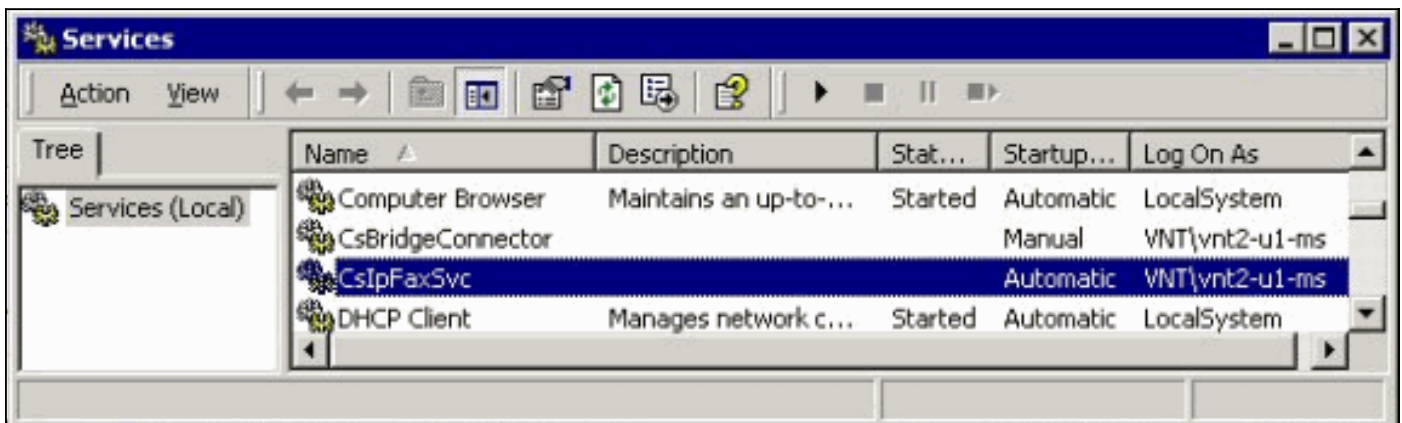 Services
Action View
Tree
Name Description Stat... Startup... Log On As
Services (Local)
Computer Browser Maintains an up-to-... Started Automatic LocalSystem
CsBridgeConnector Manual VNT\vnt2-u1-ms
CsIpFaxSvc Automatic VNT\vnt2-u1-ms
DHCP Client Manages network c... Started Automatic LocalSystem